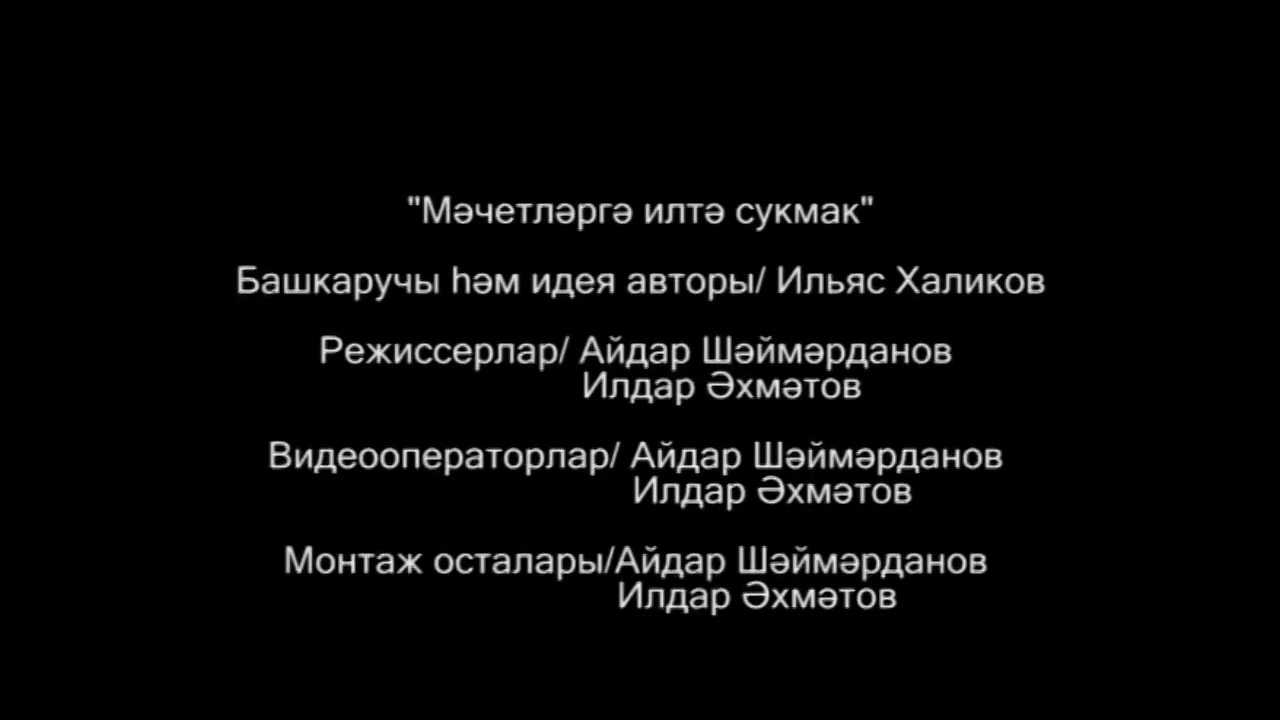 "Мәчетләргә илтә сукмак"
Башкаручы һәм идея авторы/ Ильяс Халиков
Режиссерлар/ Айдар Шәймәрданов
Илдар Әхмәтов
Видеооператорлар/ Айдар Шәймәрданов
Илдар Әхмәтов
Монтаж осталары/Айдар Шәймәрданов
Илдар Әхмәтов